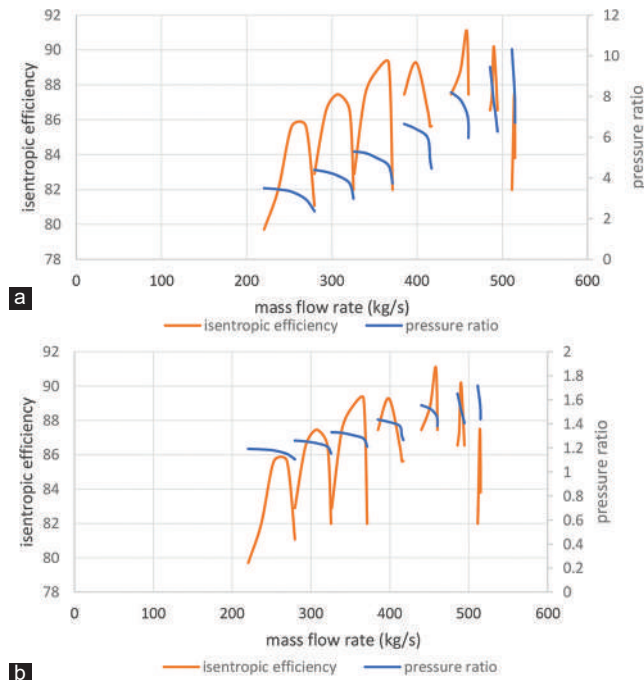 92
90
88
86
84
82
80
78
isentropic efficiency
12
10
8
6
4
2
0
pressure ratio
0 100 200 300 400 500 600
mass flow rate (kg/s)
isentropic efficiency pressure ratio
a
92
90
88
86
84
82
80
78
isentropic efficiency
2
1.8
1.6
1.4
1.2
1
0.8
0.6
0.4
0.2
0
pressure ratio
0 100 200 300 400 500 600
mass flow rate (kg/s)
isentropic efficiency pressure ratio
b